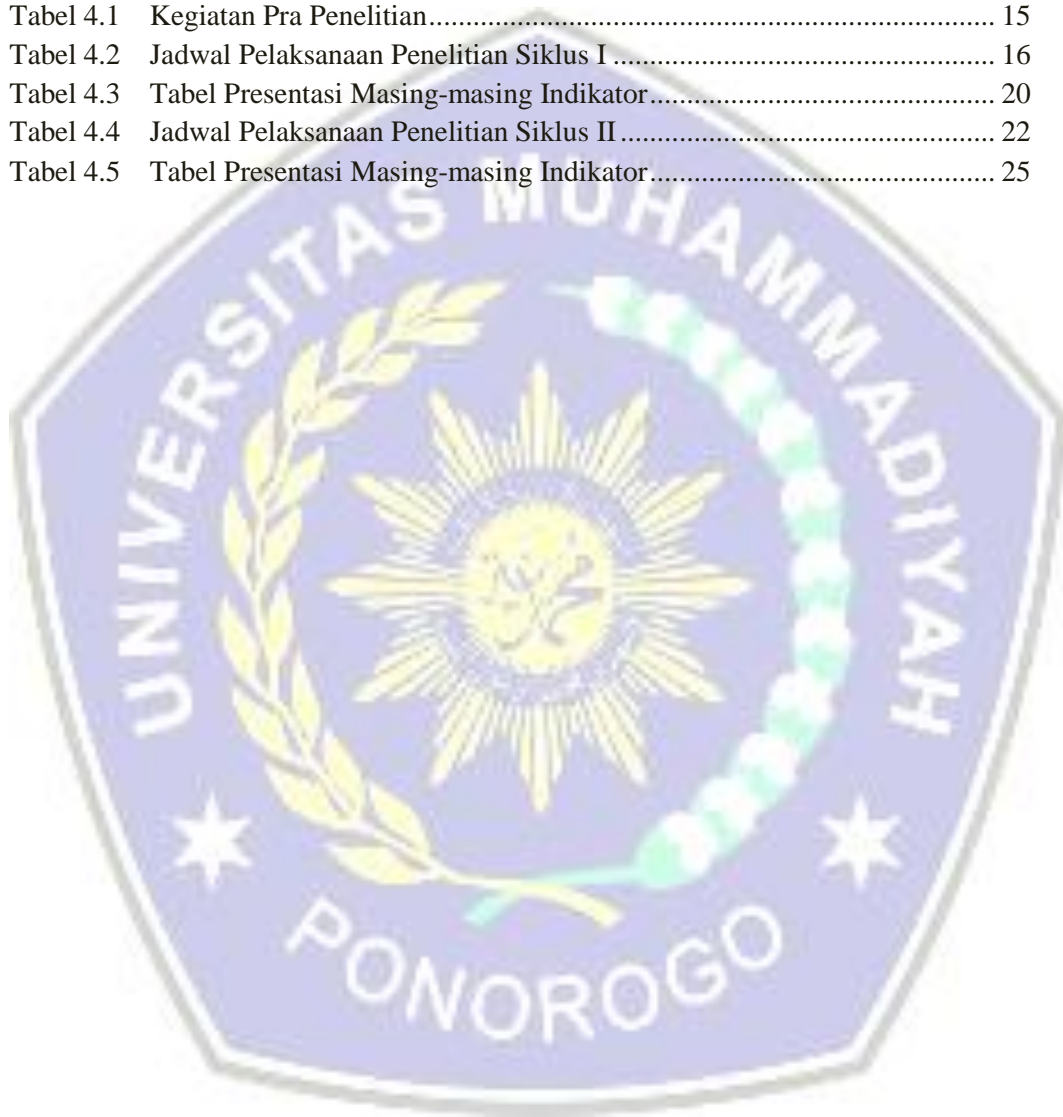 Tabel 4.1 Kegiatan Pra Penelitian........................................................................... 15
Tabel 4.2 Jadwal Pelaksanaan Penelitian Siklus I ................................................... 16
Tabel 4.3 Tabel Presentasi Masing-masing Indikator.............................................. 20
Tabel 4.4 Jadwal Pelaksanaan Penelitian Siklus II .................................................. 22
Tabel 4.5 Tabel Presentasi Masing-masing Indikator.............................................. 25
UNIVERSITAS MUHAMMADIYAH
PONOROGO